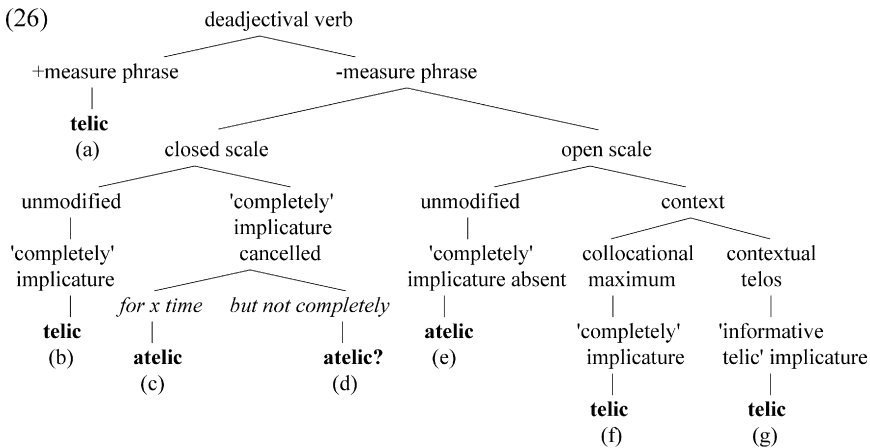 (26) deadjectival verb
+measure phrase -measure phrase
telic
(a) closed scale open scale
unmodified 'completely' unmodified context
implicature
'completely' cancelled 'completely' collocational contextual
implicature implicature absent maximum telos
for x time but not completely
telic atelic 'completely' 'informative
(b) atelic atelic? (e) implicature telic' implicature
(c) (d)
telic telic
(f) (g)